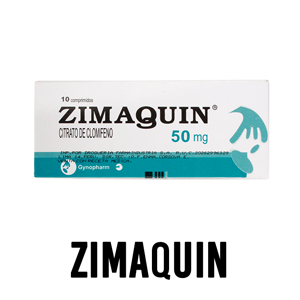 10 comprimidos
ZIMAQUIN®
CITRATO DE CLOMIFENO
50 mg
Gynopharm
ZIMAQUIN